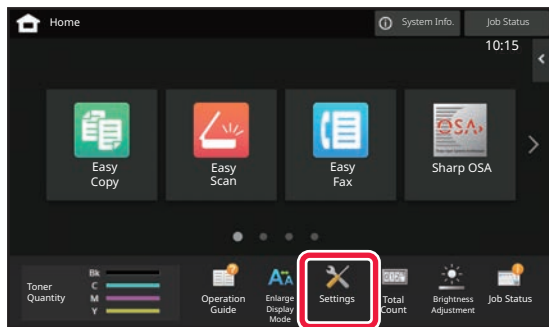 Home
System Info.
Job Status
10:15
Easy
Copy
Easy
Scan
Easy
Fax
Sharp OSA
Toner
Quantity
Bk
C
M
Y
Operation
Guide
Enlarge
Display
Mode
Settings
Total
Count
Brightness
Adjustment
Job Status